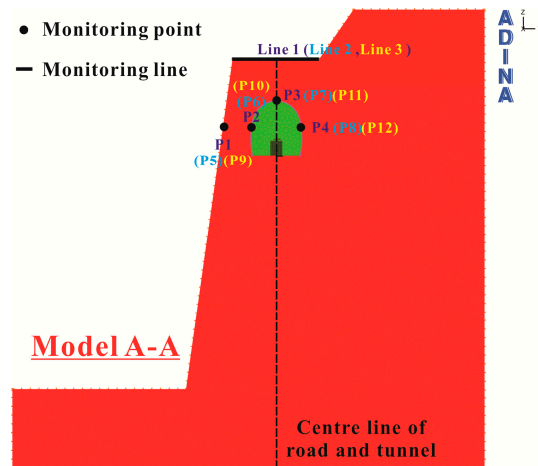 Monitoring point
Monitoring line
Line 1 (Line 2 ,Line 3 )
(P10)
P3(P7)(P11)
(P6)
P2
P4 (P8)(P12)
P1
(P5)(P9)
Model A-A
Centre line of
road and tunnel
ADINA
z